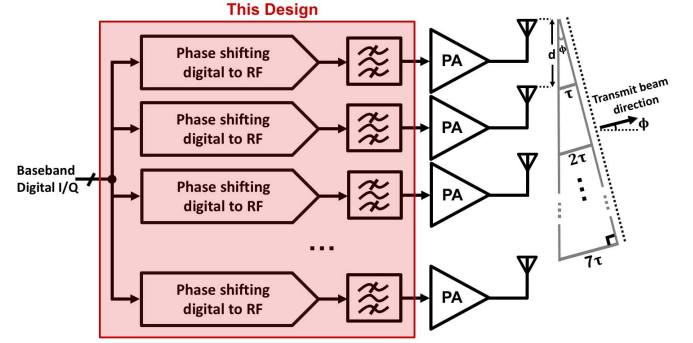 This Design
Phase shifting
digital to RF
PA
d
ϕ
τ
Transmit beam
direction
ϕ
Phase shifting
digital to RF
PA
2τ
Baseband
Digital I/Q
Phase shifting
digital to RF
PA
...
Phase shifting
digital to RF
PA
7τ